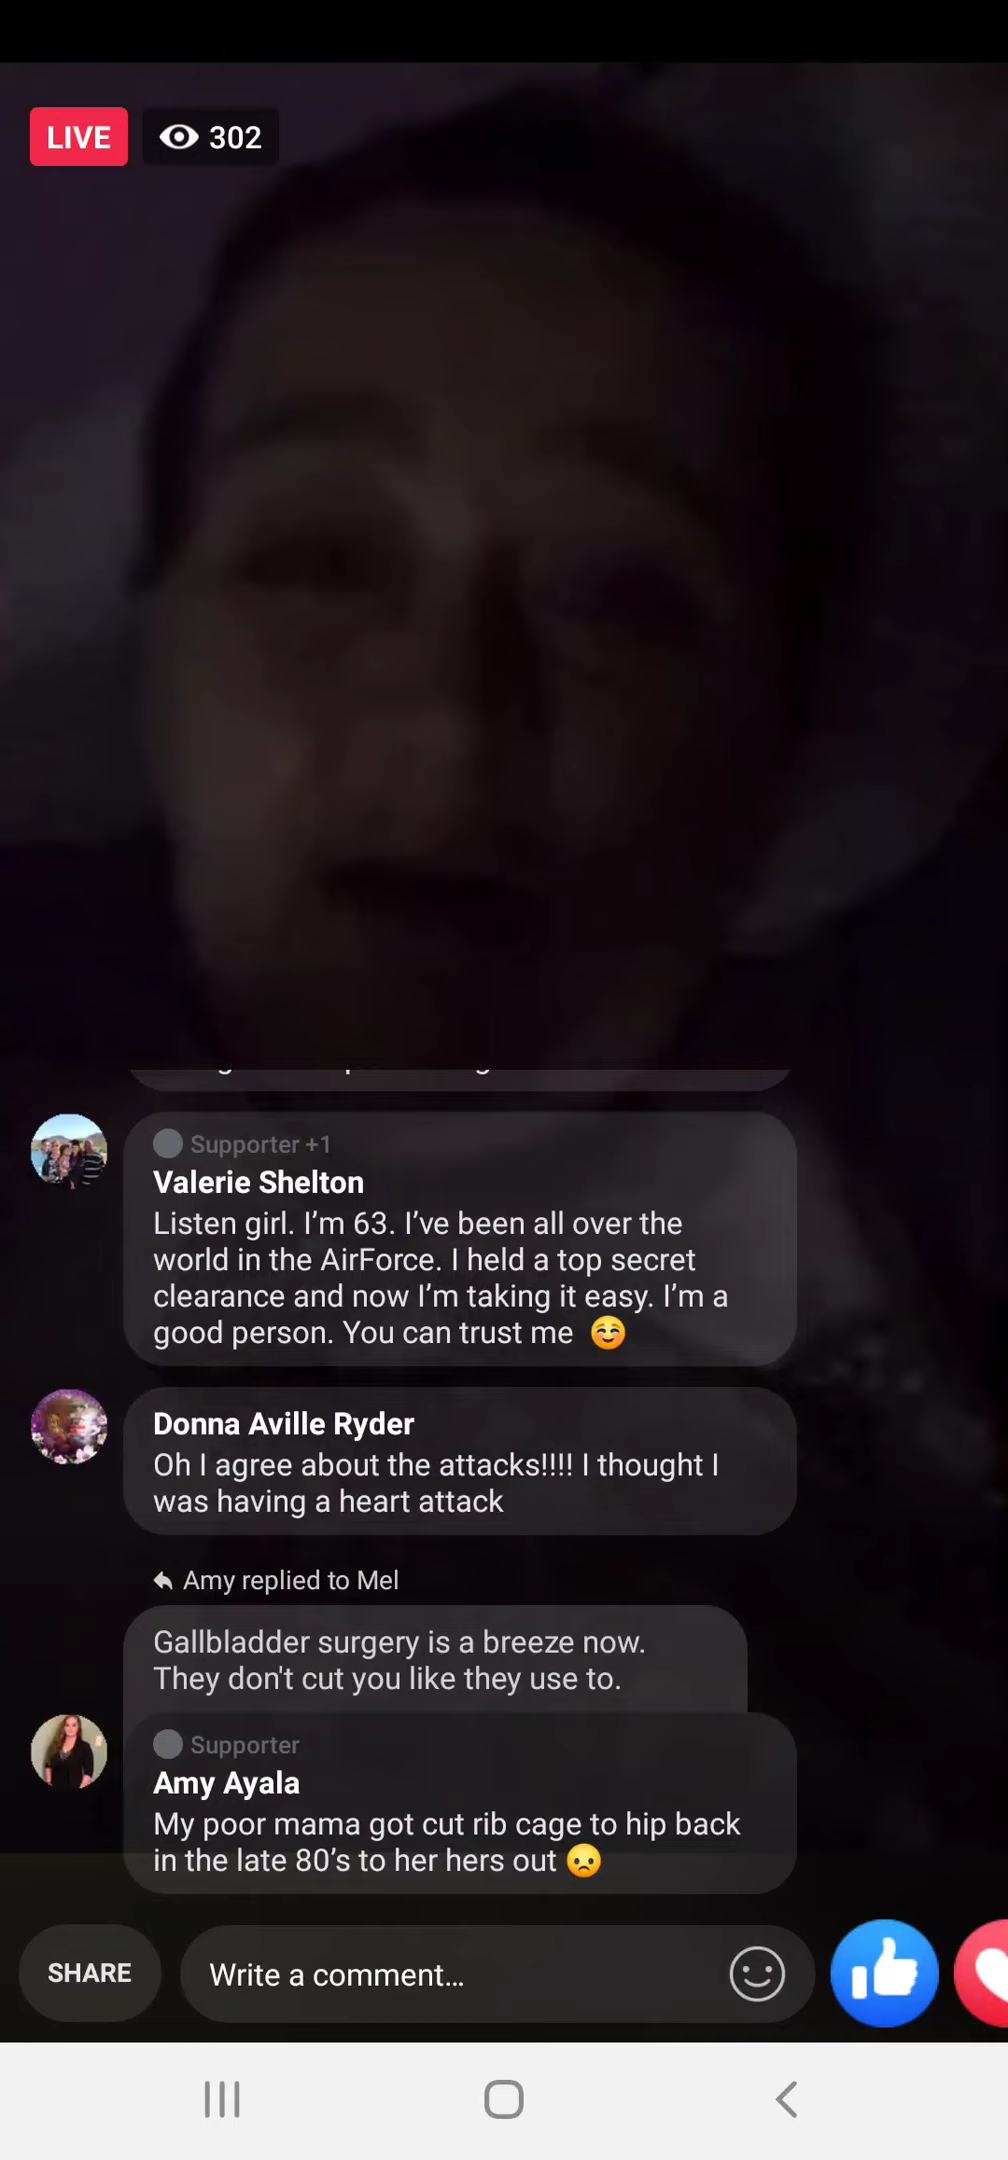 LIVE 302
Supporter +1
Valerie Shelton
Listen girl. I’m 63. I’ve been all over the
world in the AirForce. I held a top secret
clearance and now I’m taking it easy. I’m a
good person. You can trust me ☺️
Donna Aville Ryder
Oh I agree about the attacks!!!! I thought I
was having a heart attack
Amy replied to Mel
Gallbladder surgery is a breeze now.
They don't cut you like they use to.
Supporter
Amy Ayala
My poor mama got cut rib cage to hip back
in the late 80’s to her hers out 🙁
SHARE Write a comment...